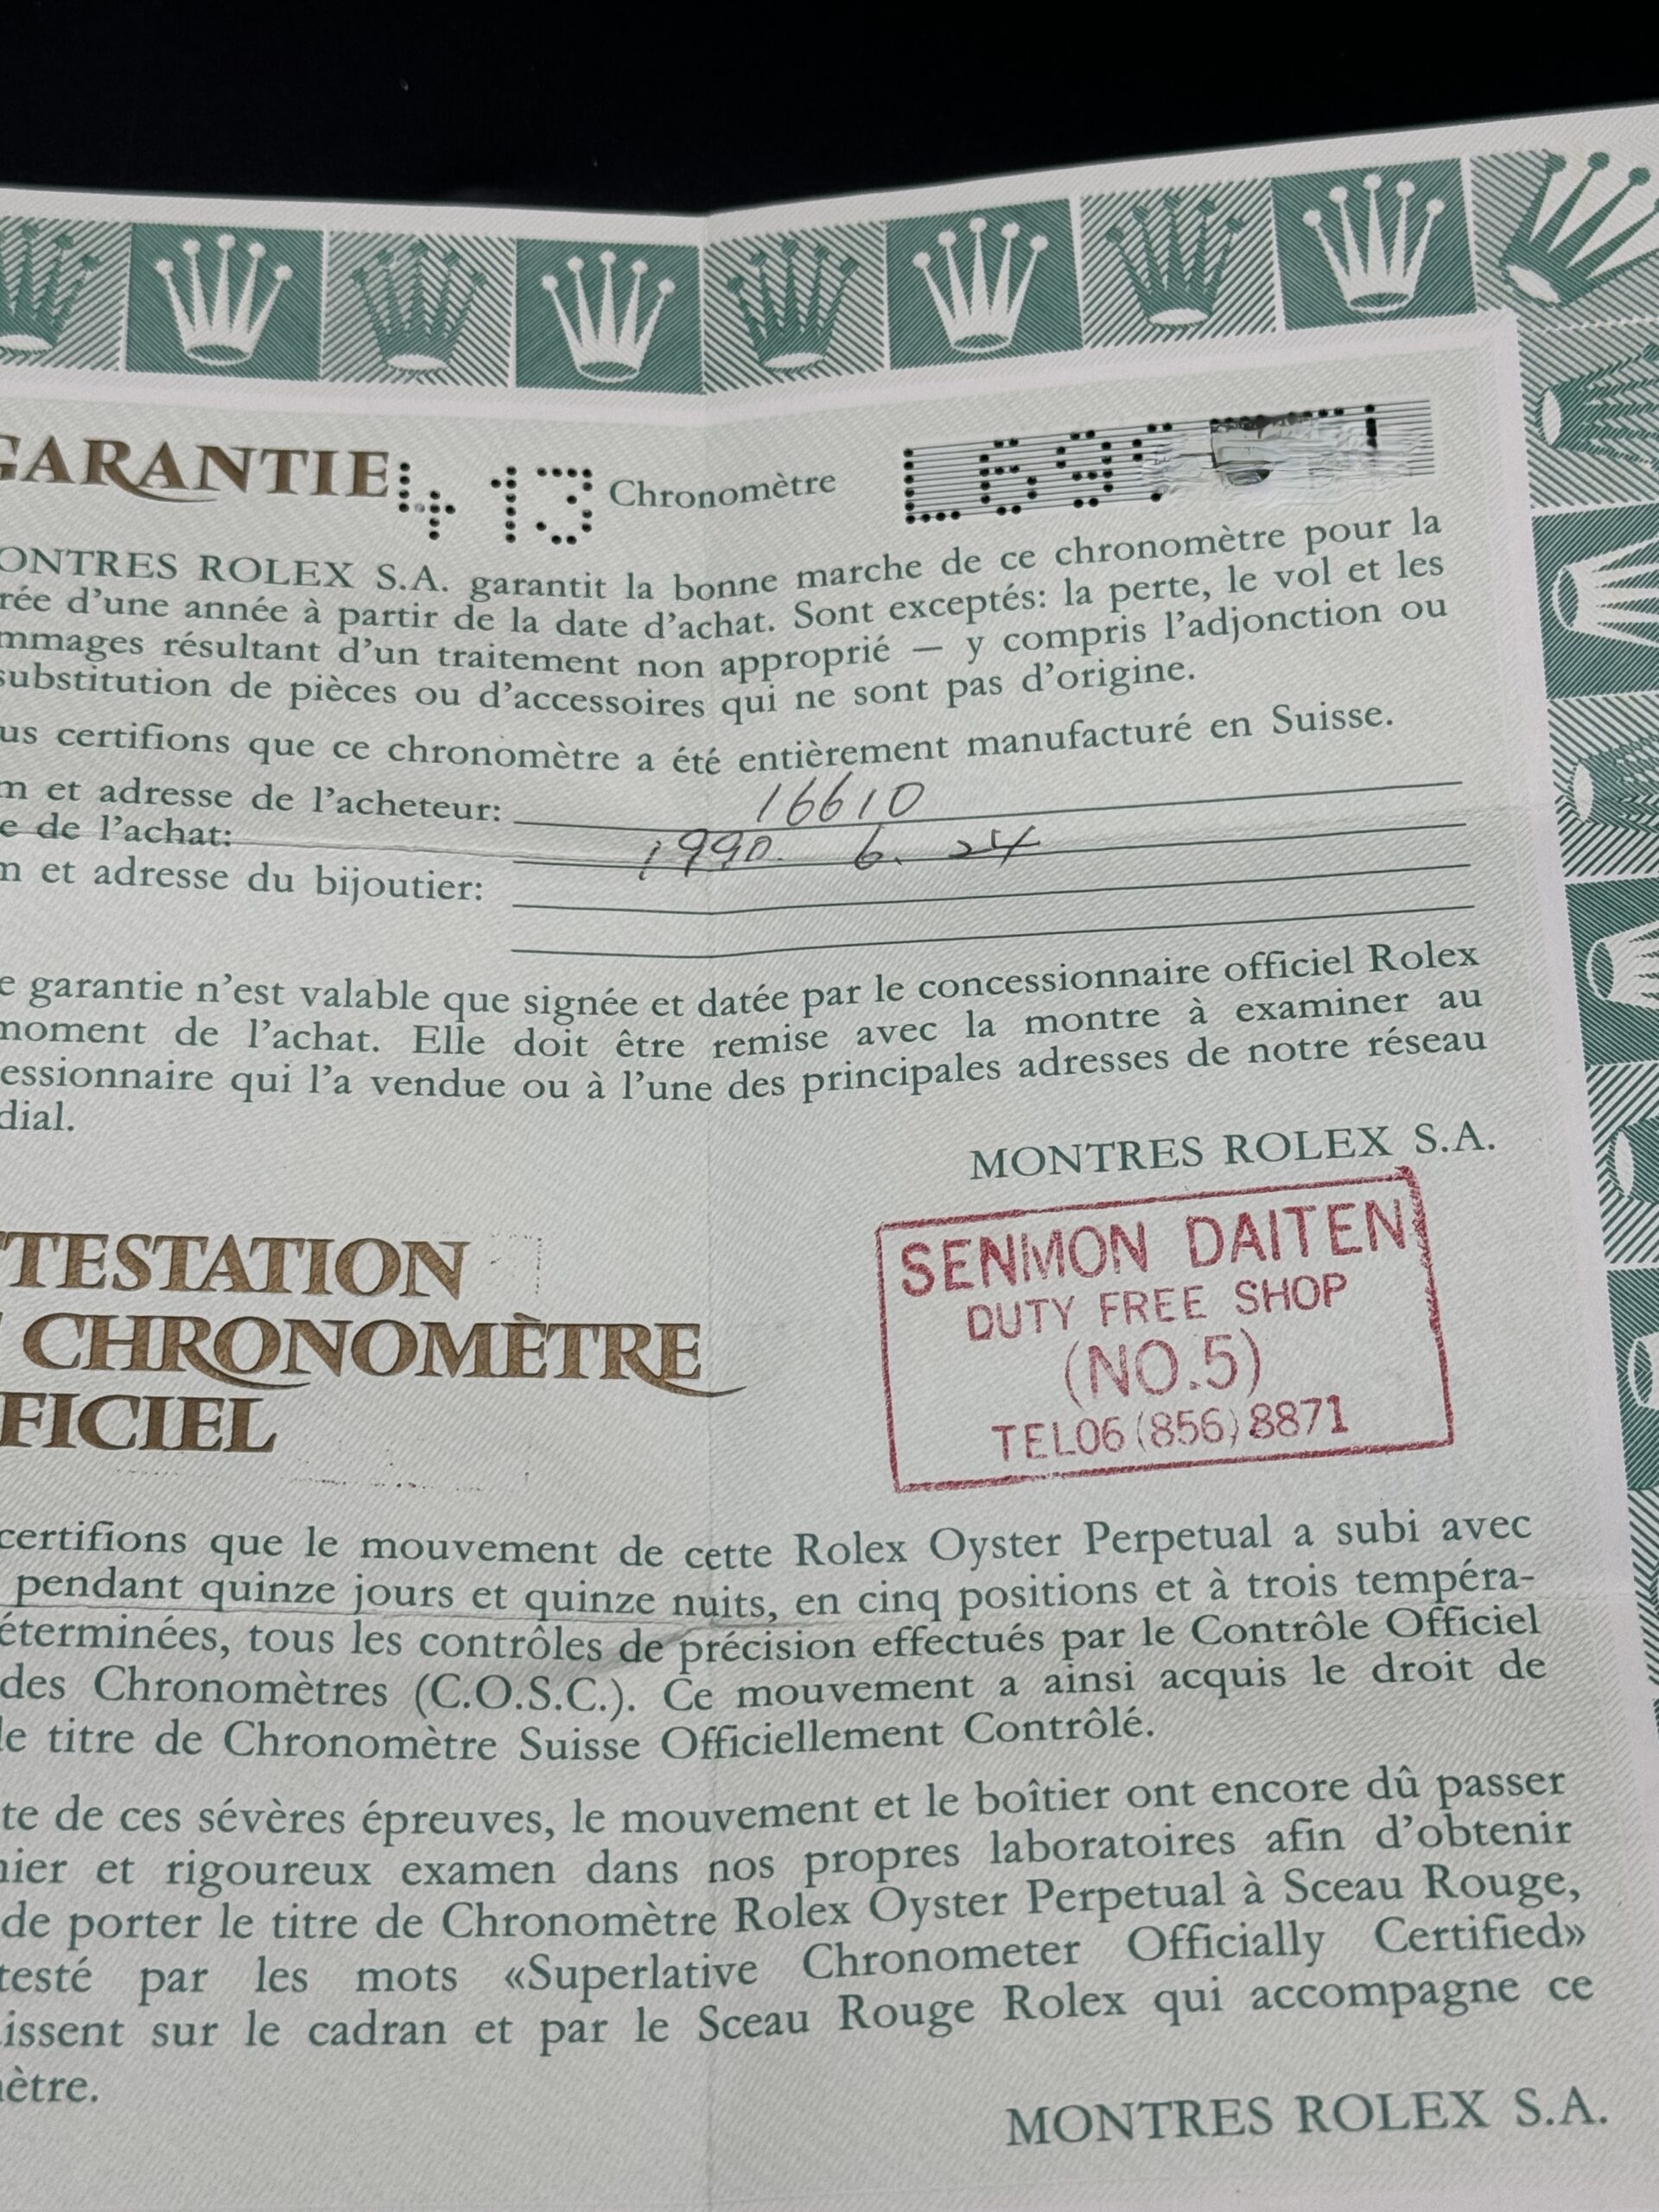 GARANTIE 413 Chronomètre L69
MONTRES ROLEX S.A. garantit la bonne marche de ce chronomètre pour la
rée d'une année à partir de la date d'achat. Sont exceptés: la perte, le vol et les
mmages résultant d'un traitement non approprié — y compris l'adjonction ou
substitution de pièces ou d'accessoires qui ne sont pas d'origine.
us certifions que ce chronomètre a été entièrement manufacturé en Suisse.
m et adresse de l'acheteur: 16610
e de l'achat: 1990. 6. 24
m et adresse du bijoutier:
e garantie n'est valable que signée et datée par le concessionnaire officiel Rolex
moment de l'achat. Elle doit être remise avec la montre à examiner au
essionnaire qui l'a vendue ou à l'une des principales adresses de notre réseau
dial.
MONTRES ROLEX S.A.
SENMON DAITEN
DUTY FREE SHOP
(NO.5)
TEL06(856)8871
TTESTATION
CHRONOMÈTRE
FICIEL
certifions que le mouvement de cette Rolex Oyster Perpetual a subi avec
pendant quinze jours et quinze nuits, en cinq positions et à trois tempéra-
éterminées, tous les contrôles de précision effectués par le Contrôle Officiel
des Chronomètres (C.O.S.C.). Ce mouvement a ainsi acquis le droit de
le titre de Chronomètre Suisse Officiellement Contrôlé.
te de ces sévères épreuves, le mouvement et le boîtier ont encore dû passer
nier et rigoureux examen dans nos propres laboratoires afin d'obtenir
de porter le titre de Chronomètre Rolex Oyster Perpetual à Sceau Rouge,
testé par les mots «Superlative Chronometer Officially Certified»
issent sur le cadran et par le Sceau Rouge Rolex qui accompagne ce
ètre.
MONTRES ROLEX S.A.